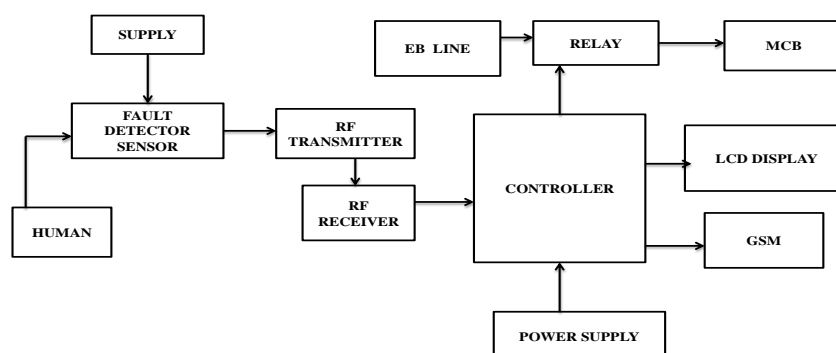 SUPPLY
EB LINE
RELAY
MCB
FAULT
DETECTOR
SENSOR
RF
TRANSMITTER
LCD DISPLAY
CONTROLLER
RF
RECEIVER
HUMAN
GSM
POWER SUPPLY